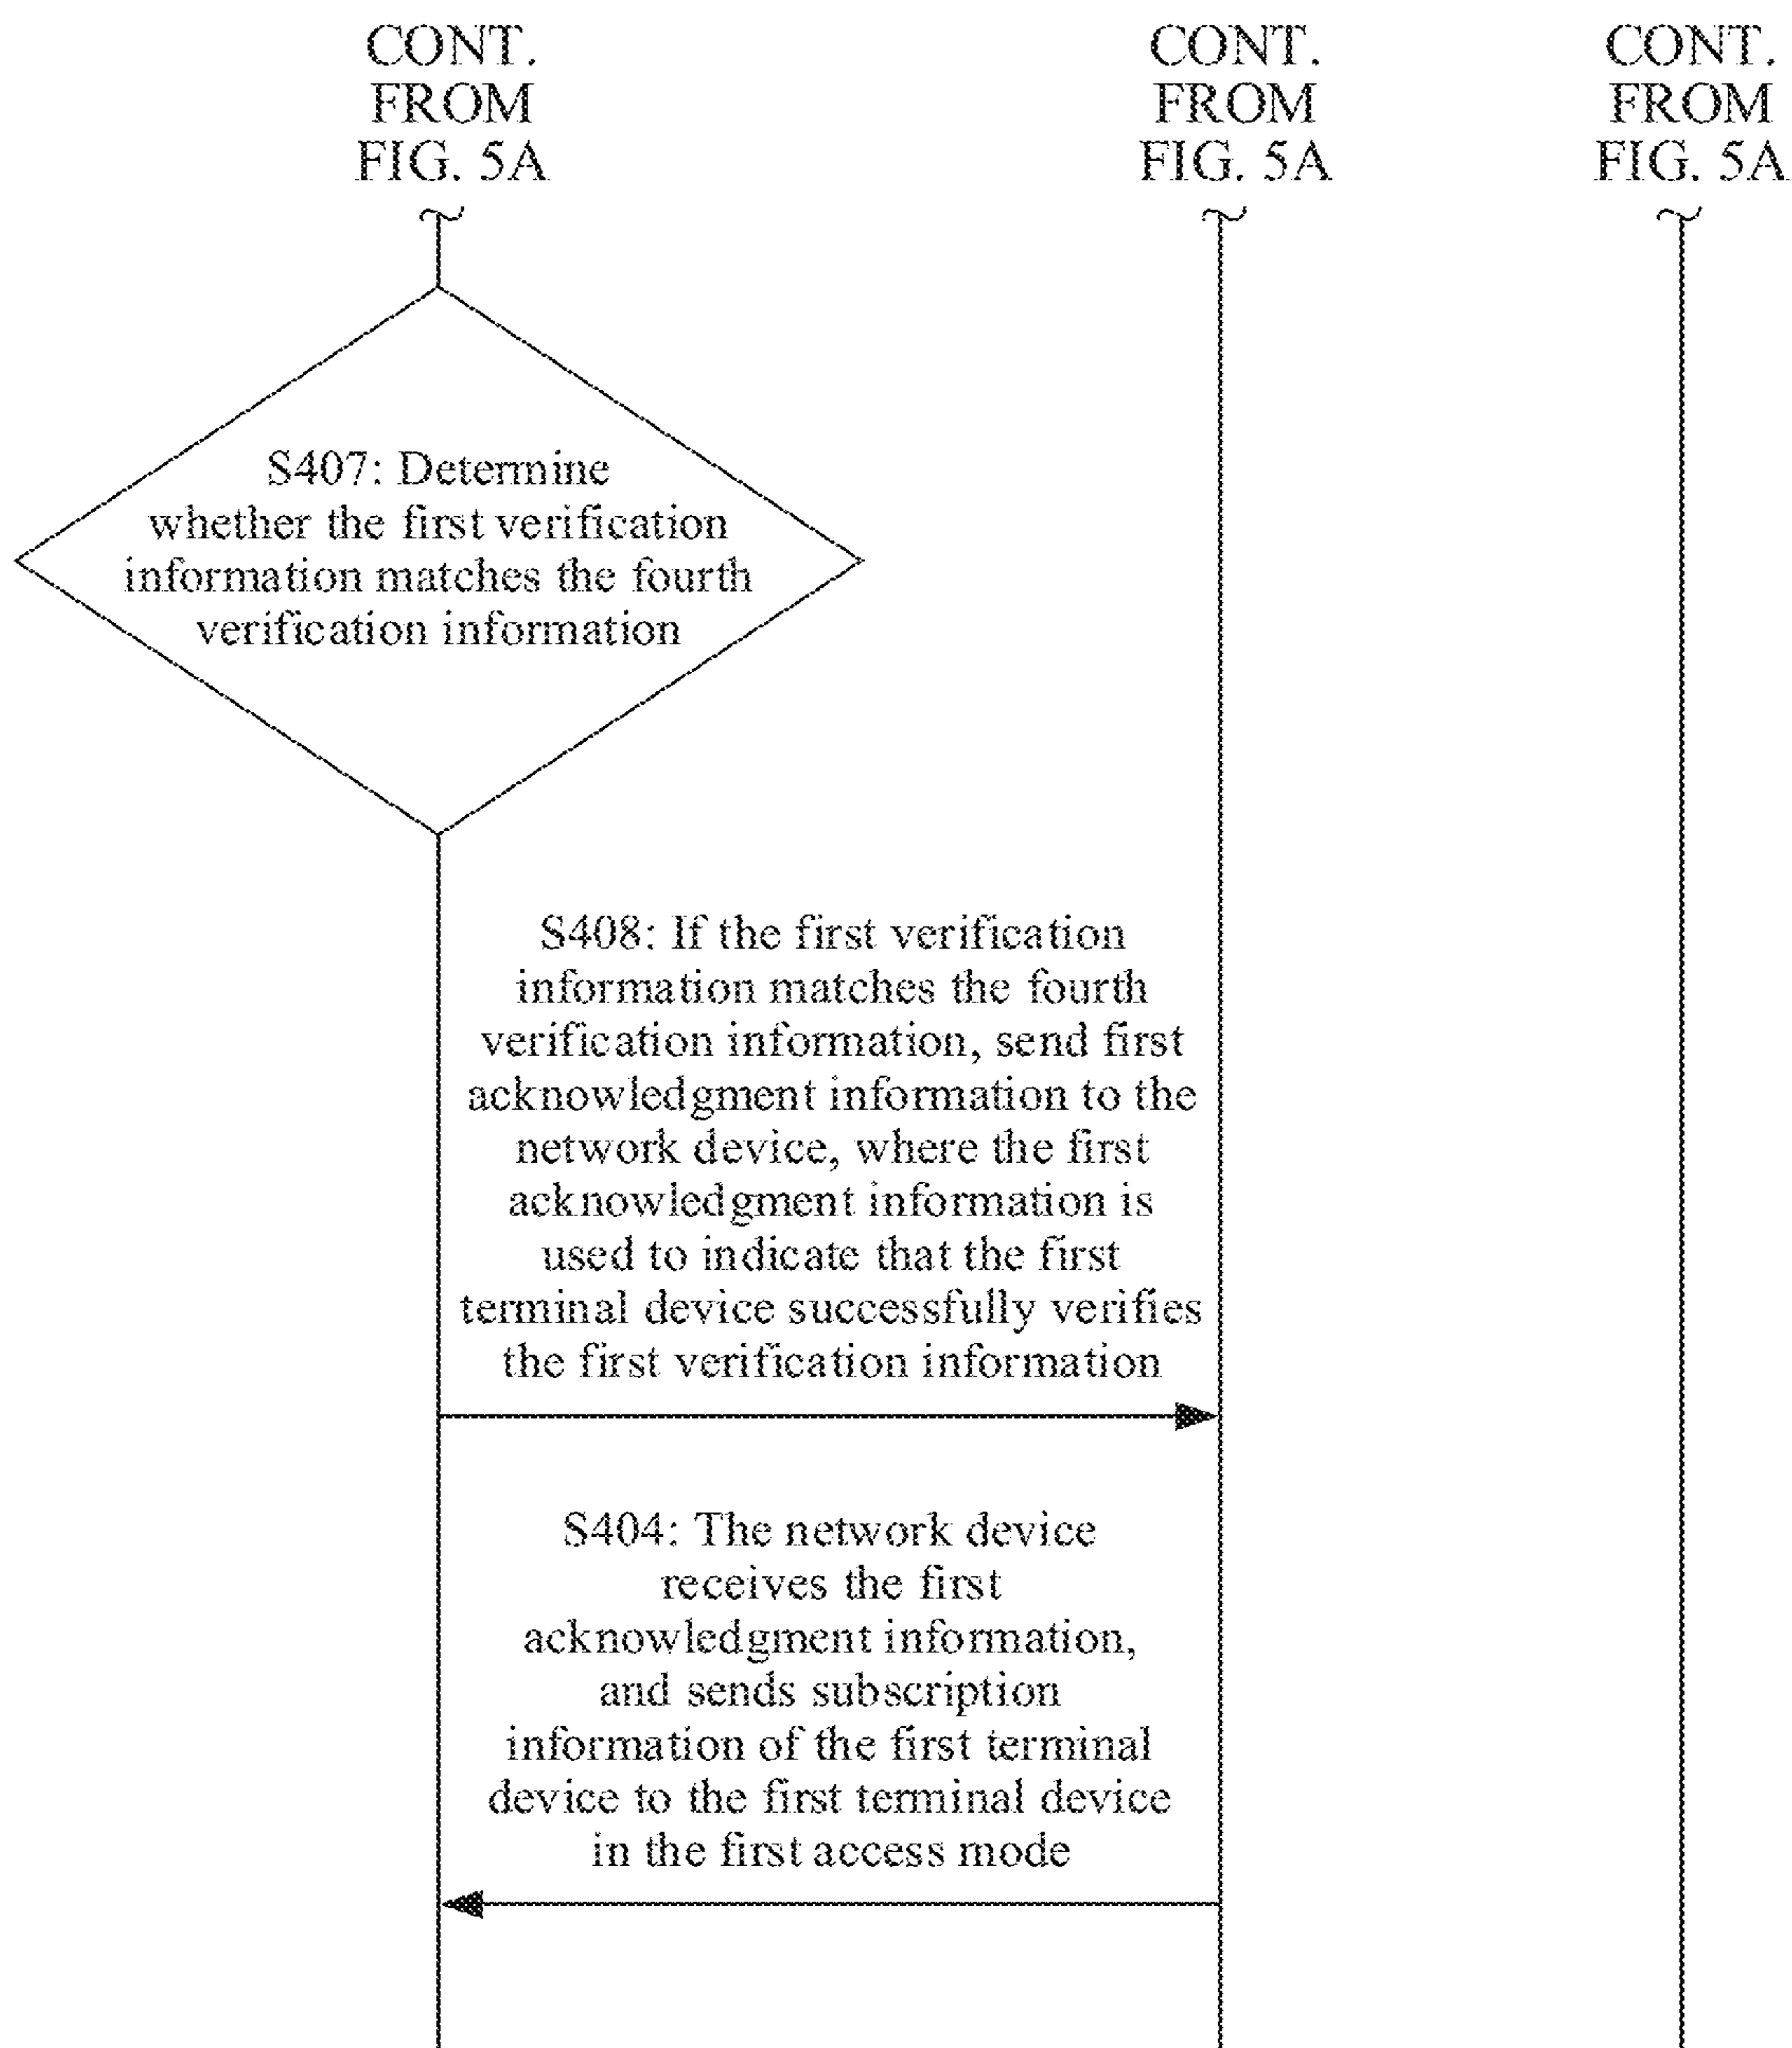 CONT.
FROM
FIG. 5A
CONT.
FROM
FIG. 5A
CONT.
FROM
FIG. 5A
S407: Determine
whether the first verification
information matches the fourth
verification information
S408: If the first verification
information matches the fourth
verification information, send first
acknowledgment information to the
network device, where the first
acknowledgment information is
used to indicate that the first
terminal device successfully verifies
the first verification information
S404: The network device
receives the first
acknowledgment information,
and sends subscription
information of the first terminal
device to the first terminal device
in the first access mode